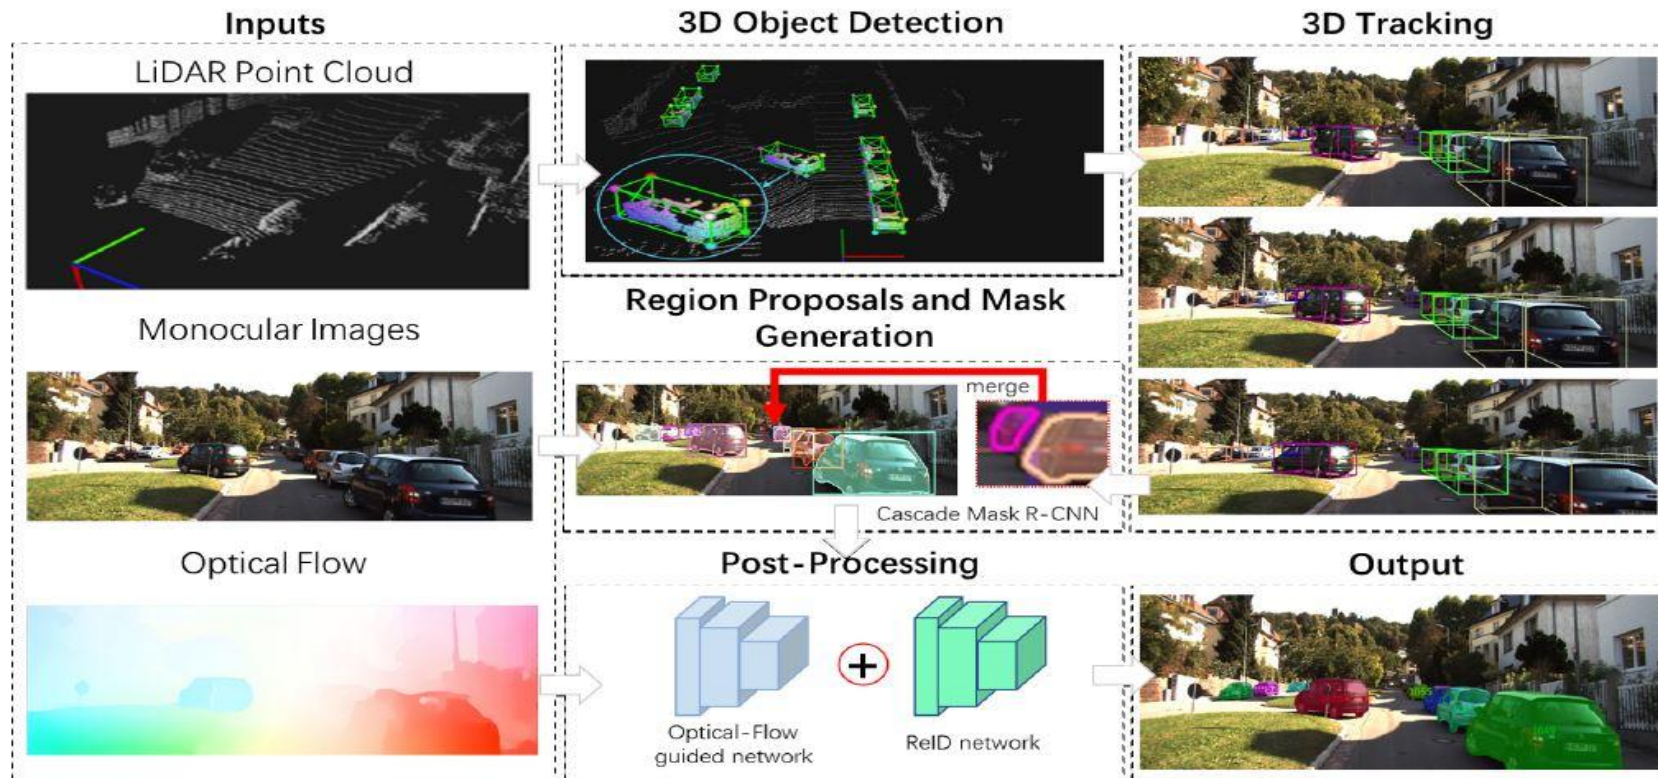 Inputs
3D Object Detection
3D Tracking
LiDAR Point Cloud
Monocular Images
Region Proposals and Mask
Generation
merge
Cascade Mask R-CNN
Optical Flow
Post-Processing
Output
+
Optical-Flow
guided network
ReID network